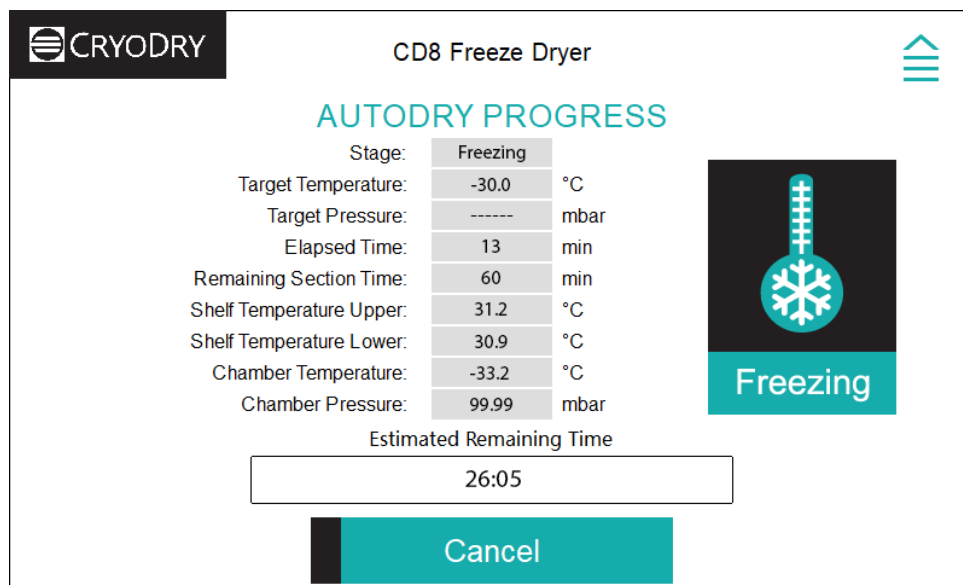 CRYODRY
CD8 Freeze Dryer
AUTODRY PROGRESS
Stage: Freezing
Target Temperature: -30.0 °C
Target Pressure: ------ mbar
Elapsed Time: 13 min
Remaining Section Time: 60 min
Shelf Temperature Upper: 31.2 °C
Shelf Temperature Lower: 30.9 °C
Chamber Temperature: -33.2 °C
Chamber Pressure: 99.99 mbar
Freezing
Estimated Remaining Time
26:05
Cancel